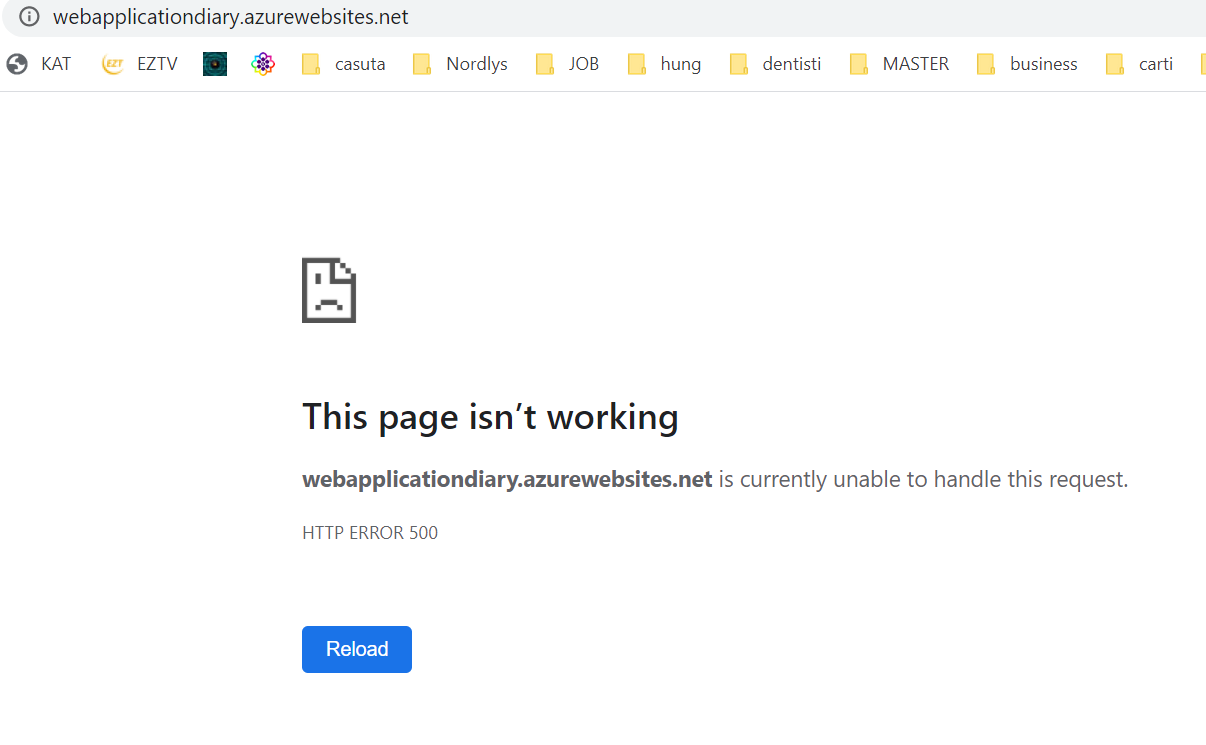 webapplicationdiary.azurewebsites.net
KAT EZT EZTV casuta Nordlys JOB hung dentisti MASTER business carti
This page isn’t working
webapplicationdiary.azurewebsites.net is currently unable to handle this request.
HTTP ERROR 500
Reload